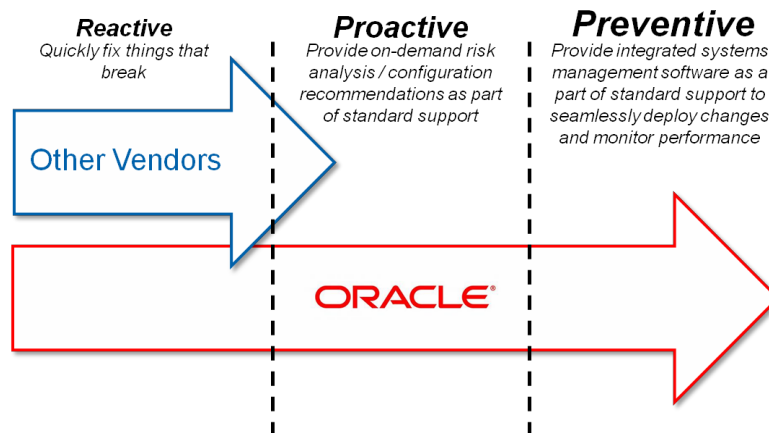 Reactive
Quickly fix things that
break
Proactive
Provide on-demand risk
analysis / configuration
recommendations as part
of standard support
Preventive
Provide integrated systems
management software as a
part of standard support to
seamlessly deploy changes
and monitor performance
Other Vendors
ORACLE®